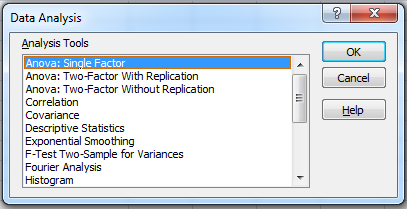 Data Analysis
Analysis Tools
Anova: Single Factor
Anova: Two-Factor With Replication
Anova: Two-Factor Without Replication
Correlation
Covariance
Descriptive Statistics
Exponential Smoothing
F-Test Two-Sample for Variances
Fourier Analysis
Histogram
OK
Cancel
Help